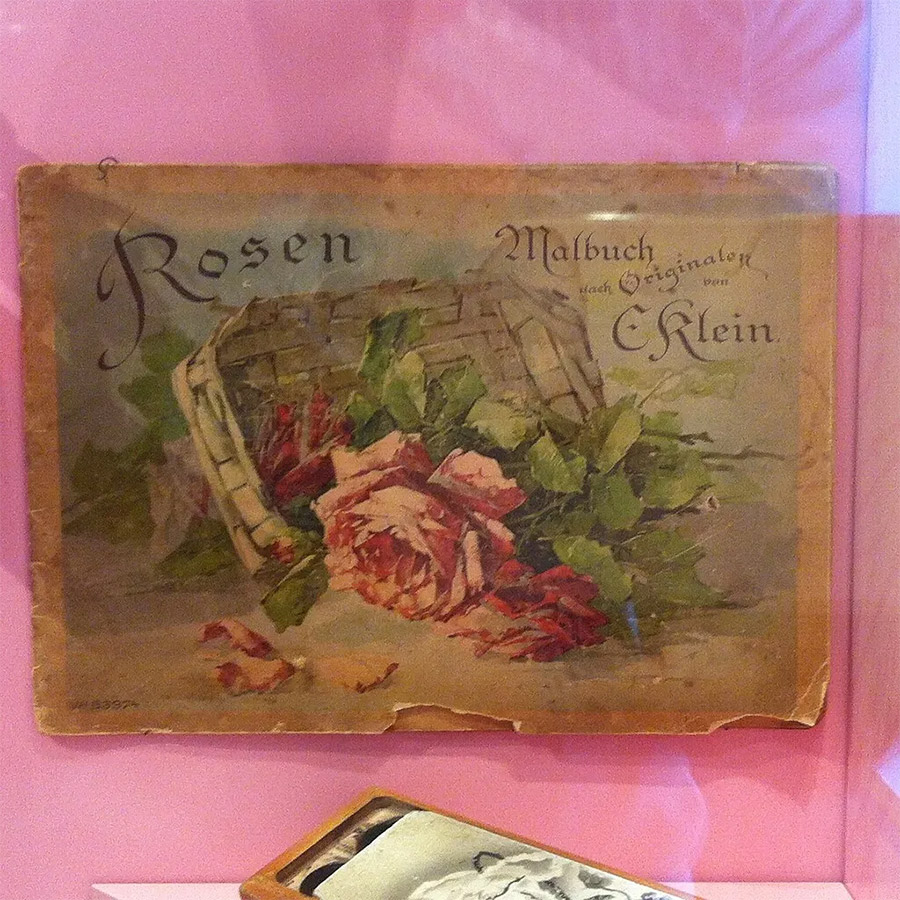 Rosen
Malbuch
nach Originalen
von
C Klein.